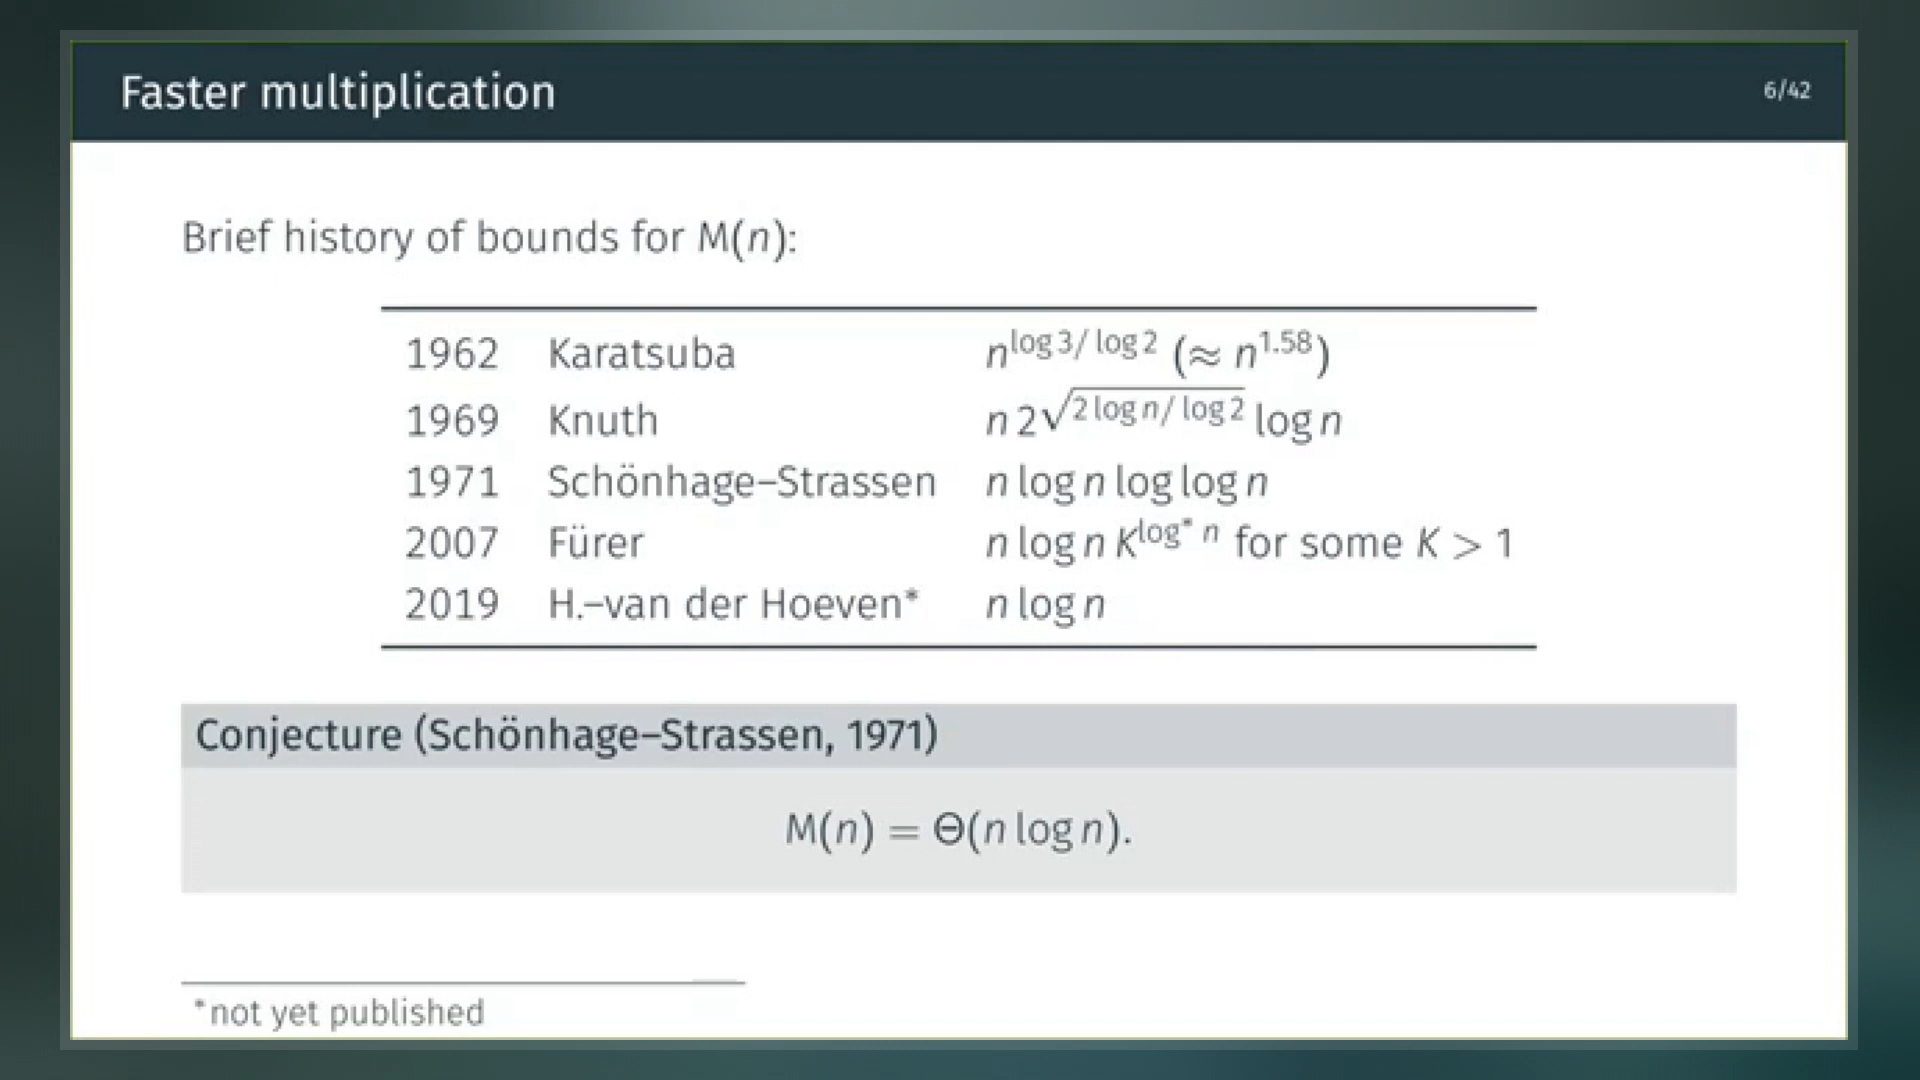 Faster multiplication 6/42
Brief history of bounds for M(n):
1962 Karatsuba n^{log 3/ log 2} (≈ n^{1.58})
1969 Knuth n 2^{√(2 log n/ log 2)} log n
1971 Schönhage–Strassen n log n log log n
2007 Fürer n log n K^{log* n} for some K > 1
2019 H.–van der Hoeven* n log n
Conjecture (Schönhage–Strassen, 1971)
M(n) = Θ(n log n).
*not yet published